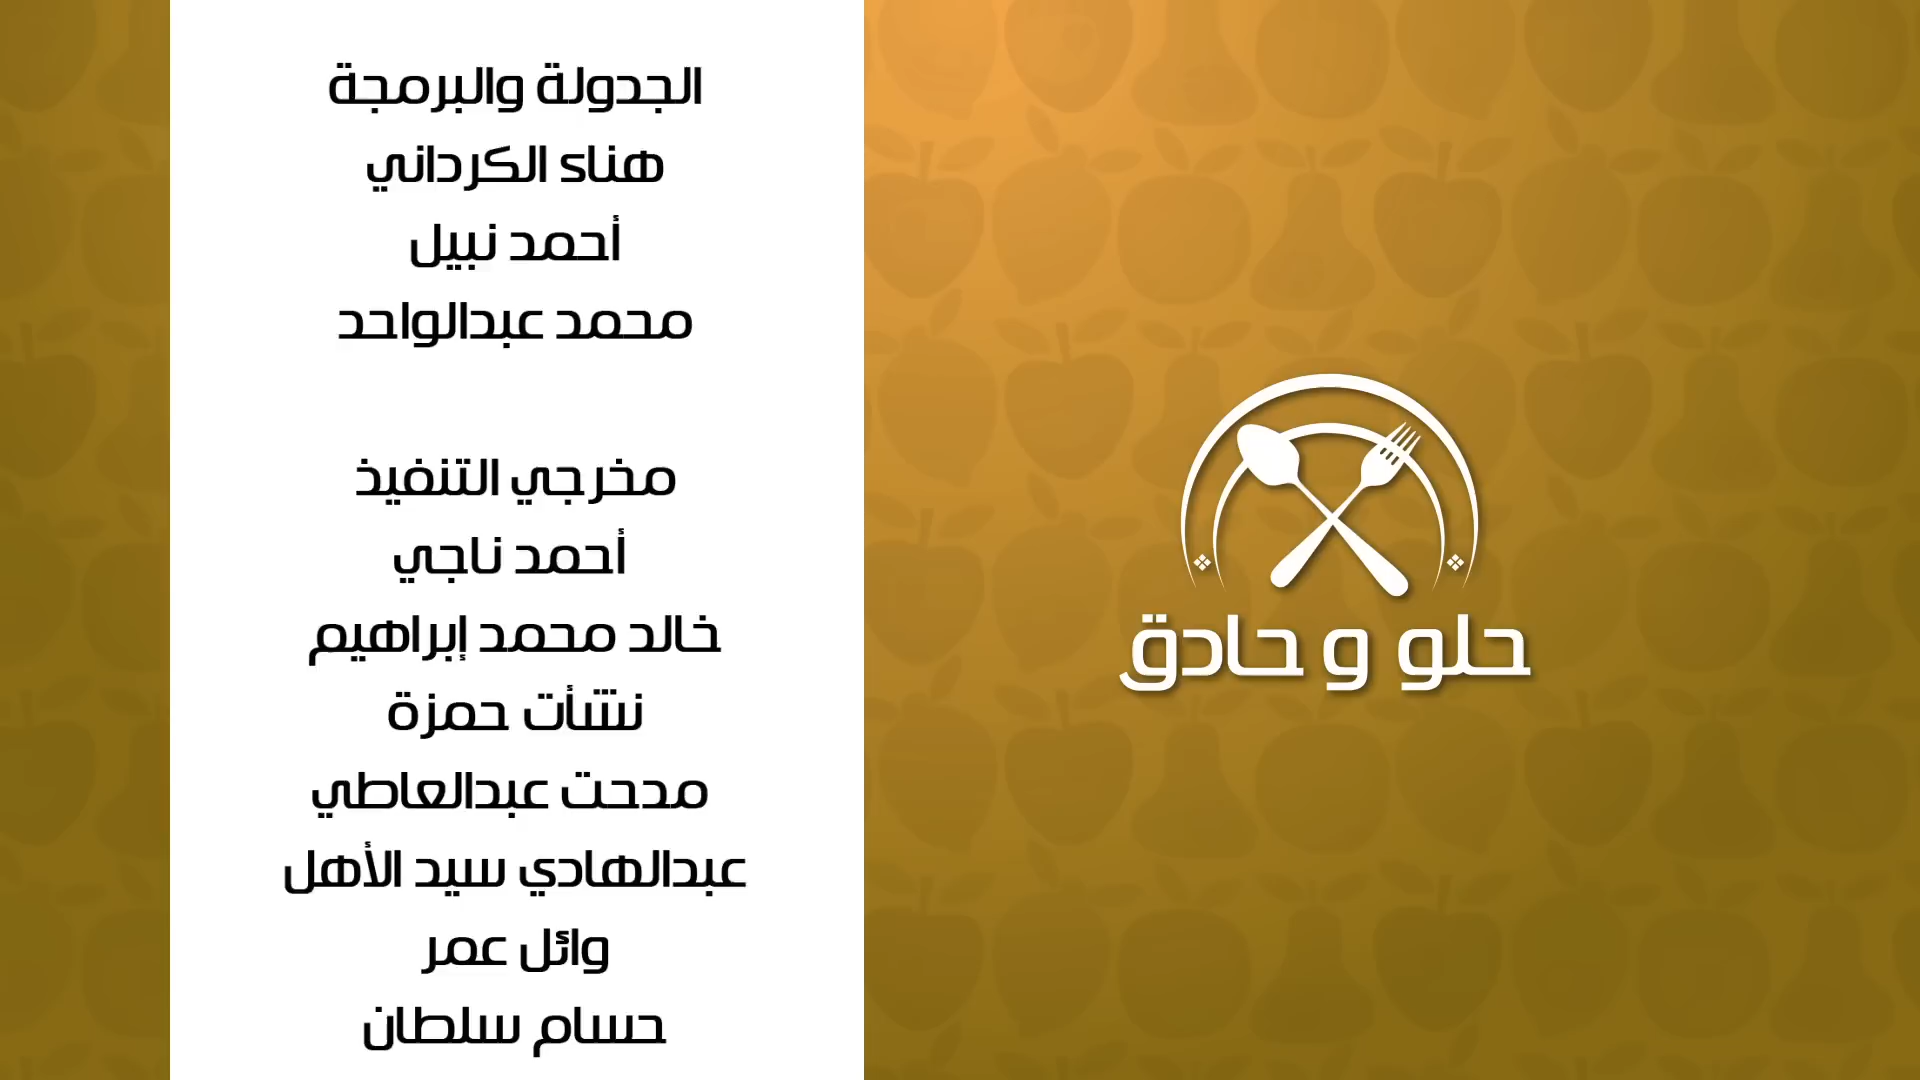 الجدولة والبرمجة
هناء الكرداني
أحمد نبيل
محمد عبدالواحد
مخرجي التنفيذ
أحمد ناجي
خالد محمد إبراهيم
نشأت حمزة
مدحت عبدالعاطي
عبدالهادي سيد الأهل
وائل عمر
حسام سلطان
حلو و حادق